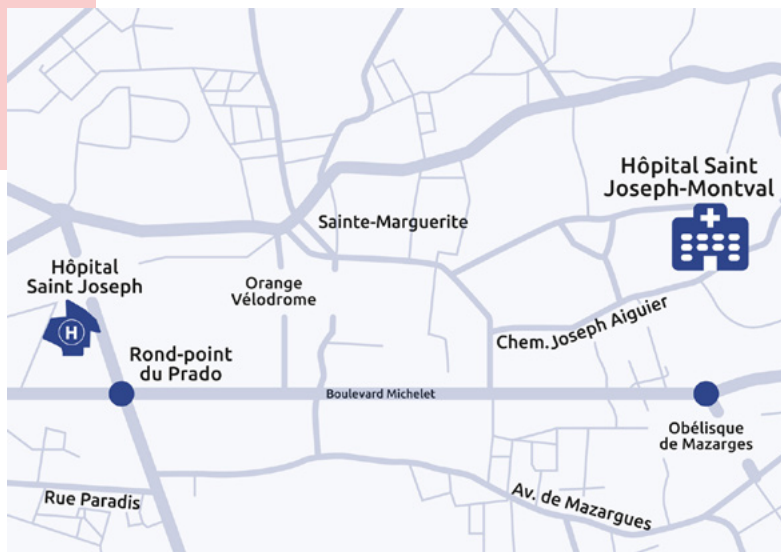 Hôpital Saint
Joseph-Montval
Sainte-Marguerite
Hôpital
Saint Joseph
Orange
Vélodrome
H
Chem. Joseph Aiguier
Rond-point
du Prado
Boulevard Michelet
Obélisque
de Mazarges
Rue Paradis
Av. de Mazargues